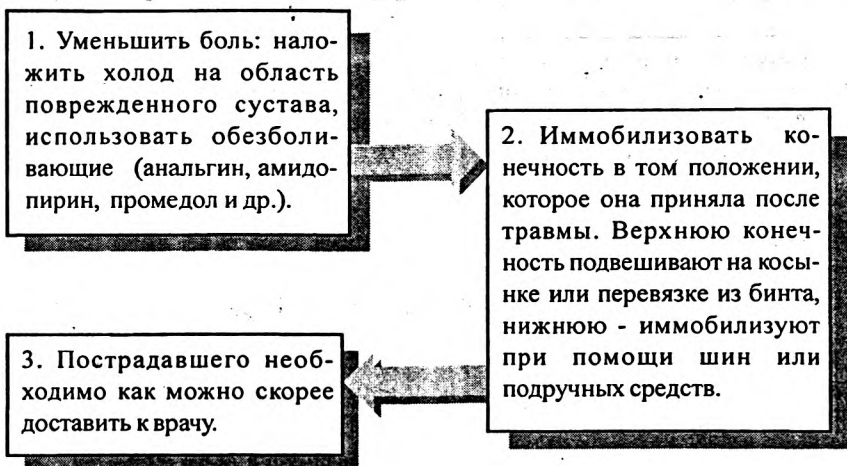 1. Уменьшить боль: нало-
жить холод на область
поврежденного сустава,
использовать обезболи-
вающие (анальгин, амидо-
пирин, промедол и др.).
2. Иммобилизовать ко-
нечность в том положении,
которое она приняла после
травмы. Верхнюю конеч-
ность подвешивают на косы-
нке или перевязке из бинта,
нижнюю - иммобилизуют
при помощи шин или
подручных средств.
3. Пострадавшего необ-
ходимо как можно скорее
доставить к врачу.